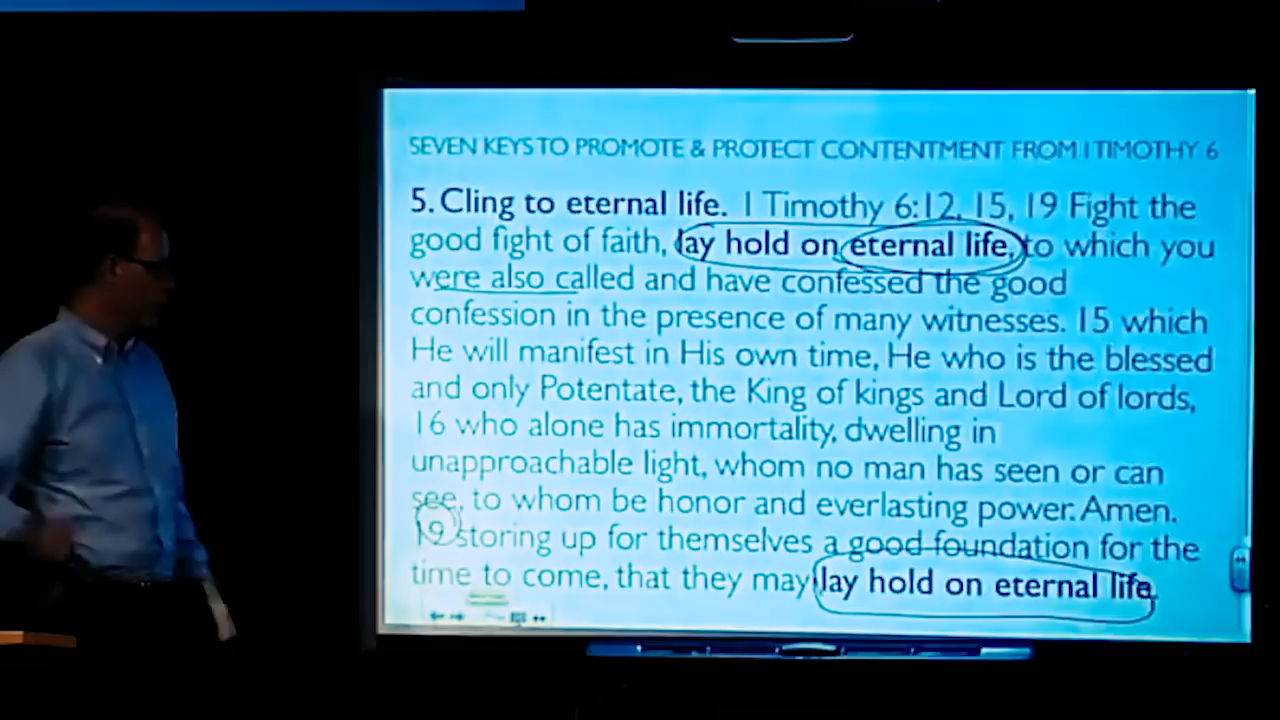 SEVEN KEYS TO PROMOTE & PROTECT CONTENTMENT FROM I TIMOTHY 6
5. Cling to eternal life. I Timothy 6:12, 15, 19 Fight the
good fight of faith, lay hold on eternal life, to which you
were also called and have confessed the good
confession in the presence of many witnesses. 15 which
He will manifest in His own time, He who is the blessed
and only Potentate, the King of kings and Lord of lords,
16 who alone has immortality, dwelling in
unapproachable light, whom no man has seen or can
see, to whom be honor and everlasting power. Amen.
19 storing up for themselves a good foundation for the
time to come, that they may lay hold on eternal life.